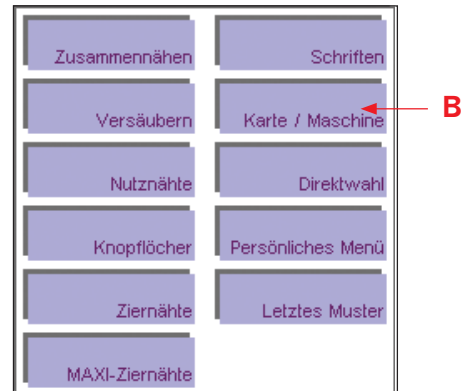 Zusammennähen
Schriften
Versäubern
Karte / Maschine
B
Nutznähte
Direktwahl
Knopflöcher
Persönliches Menü
Ziernähte
Letztes Muster
MAXI-Ziernähte